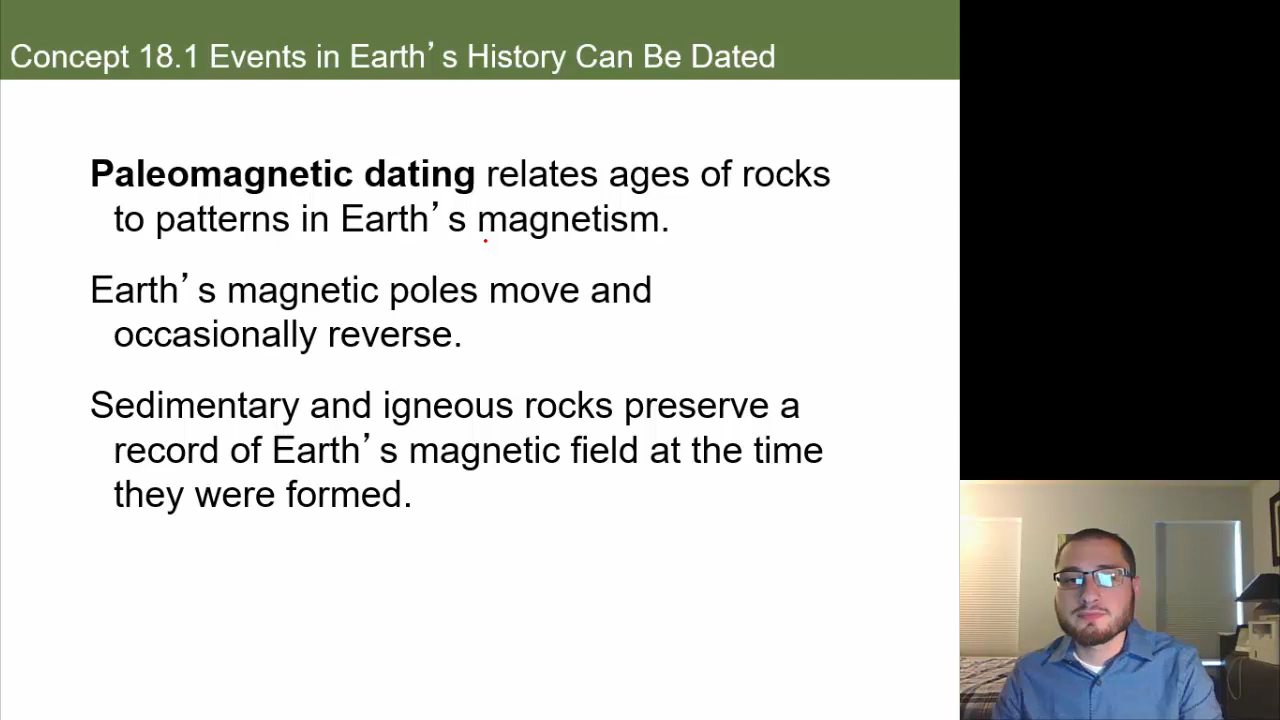 Concept 18.1 Events in Earth’s History Can Be Dated
Paleomagnetic dating relates ages of rocks
to patterns in Earth’s magnetism.
Earth’s magnetic poles move and
occasionally reverse.
Sedimentary and igneous rocks preserve a
record of Earth’s magnetic field at the time
they were formed.